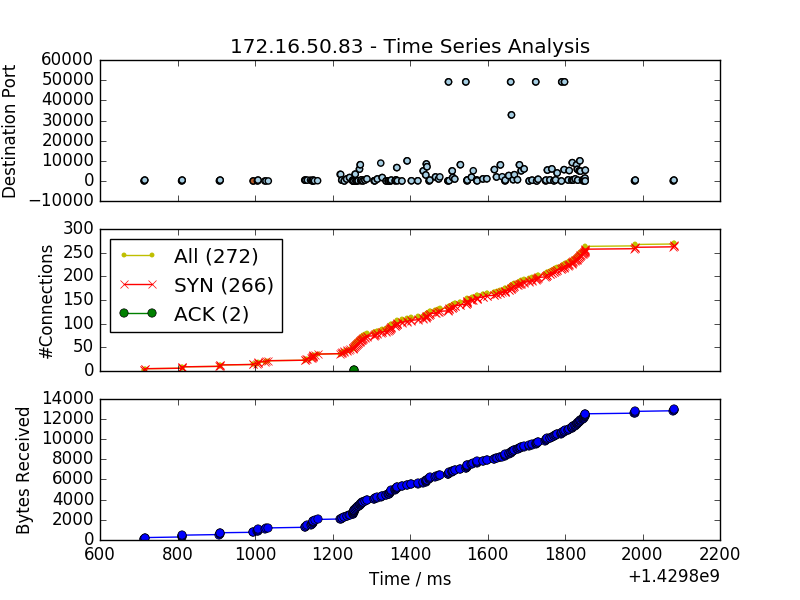 172.16.50.83 - Time Series Analysis
Destination Port
60000
50000
40000
30000
20000
10000
0
−10000
#Connections
300
250
200
150
100
50
0
All (272)
SYN (266)
ACK (2)
Bytes Received
14000
12000
10000
8000
6000
4000
2000
0
600 800 1000 1200 1400 1600 1800 2000 2200
Time / ms
+1.4298e9